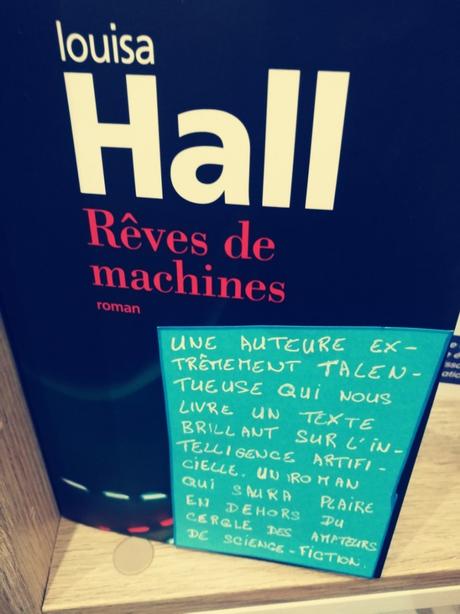 louisa
Hall
Rêves de
machines
roman
UNE AUTEURE EX-
TRÊMEMENT TALEN-
TUEUSE QUI NOUS
LIVRE UN TEXTE
BRILLANT SUR L'IN-
TELLIGENCE ARTIFI-
CIELLE. UN ROMAN
QUI SAURA PLAIRE
EN DEHORS DU
CERCLE DES AMATEURS
DE SCIENCE-FICTION.